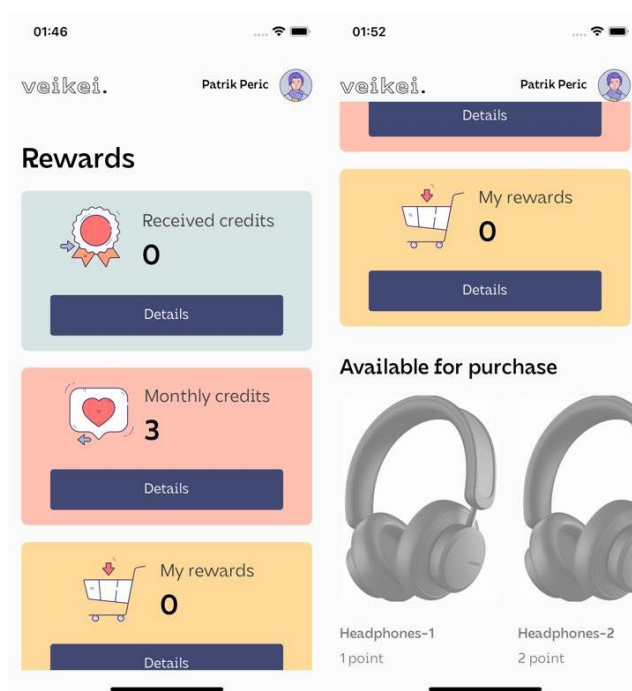 01:46
veikei.
Patrik Peric
Rewards
Received credits
0
Details
Monthly credits
3
Details
My rewards
0
Details
01:52
veikei.
Patrik Peric
Details
My rewards
0
Details
Available for purchase
Headphones-1
1 point
Headphones-2
2 point